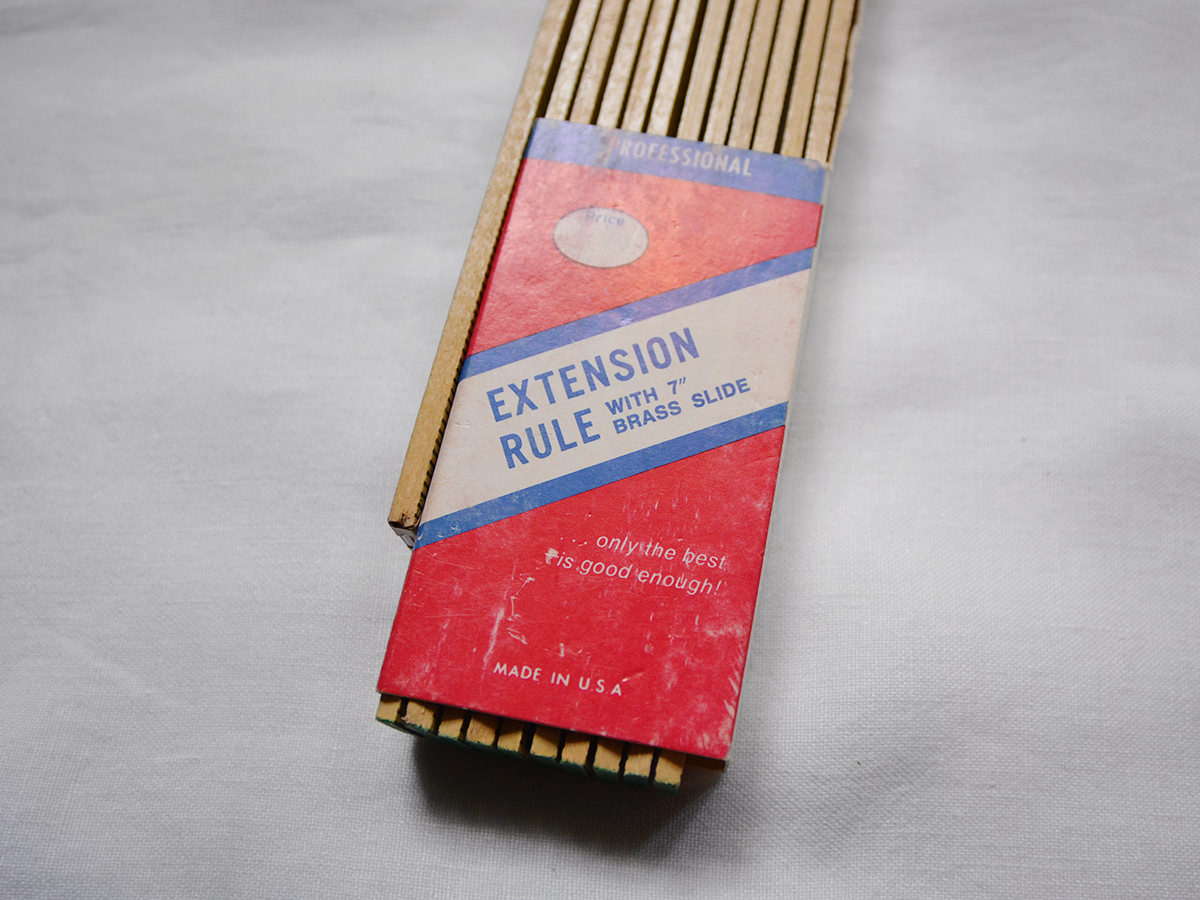 PROFESSIONAL
Price
EXTENSION
RULE WITH 7"
BRASS SLIDE
... only the best
is good enough!
MADE IN U.S.A